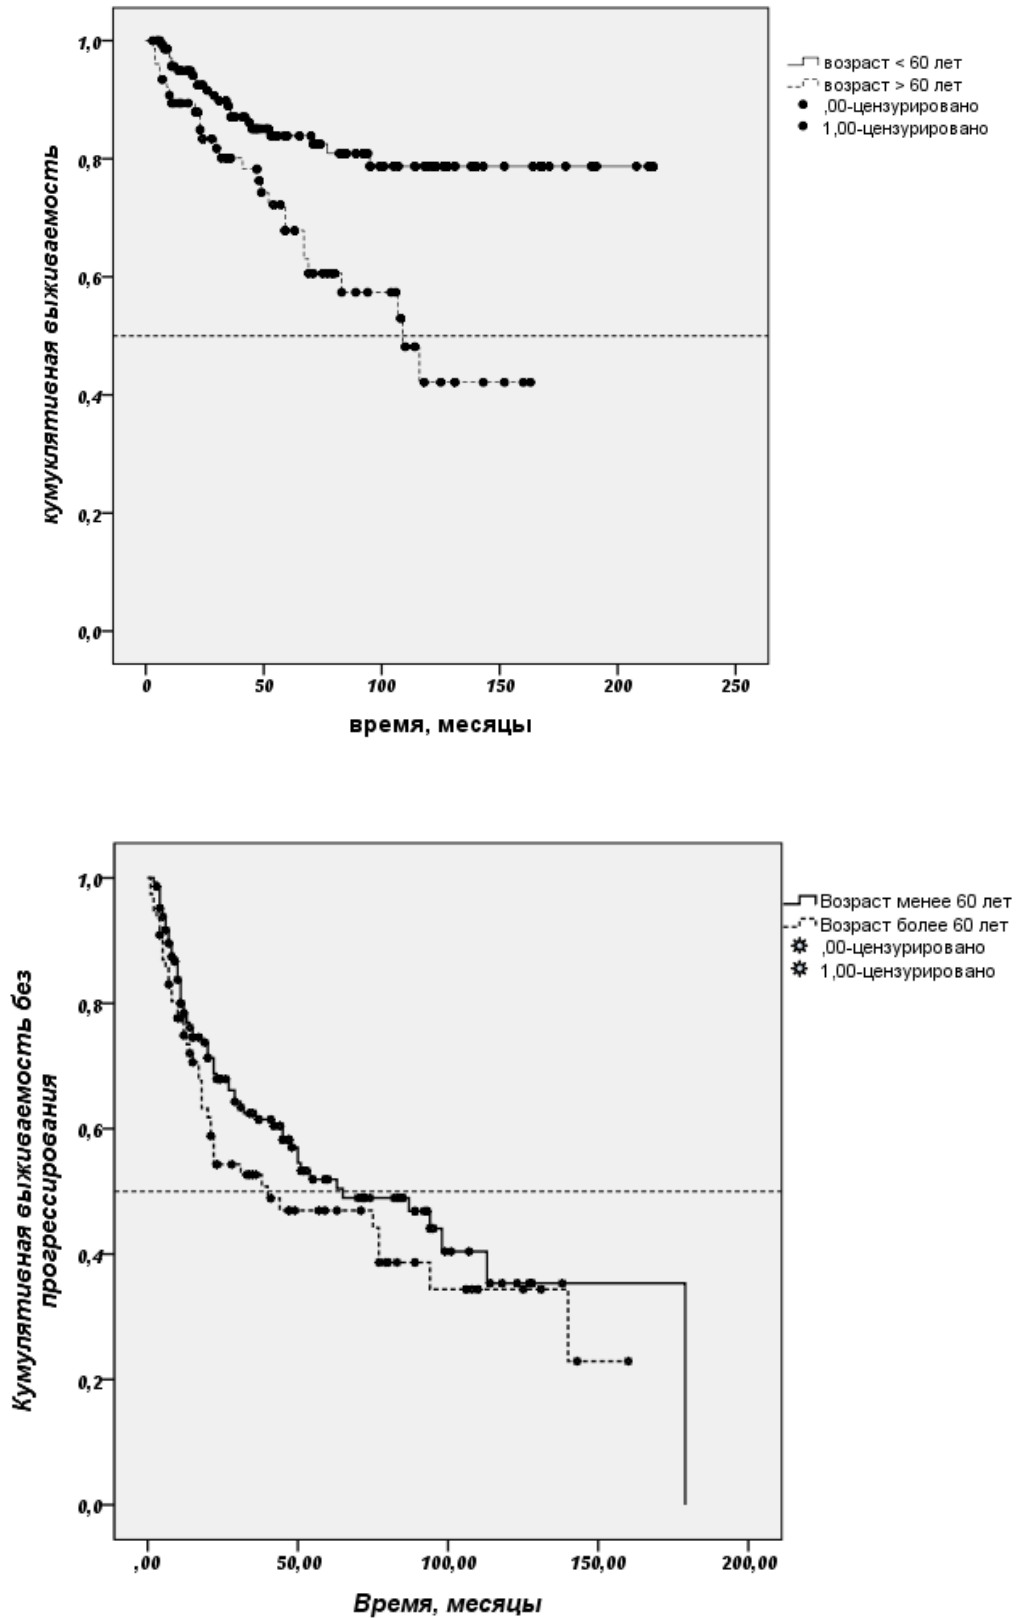 1,0
0,8
0,6
0,4
0,2
0,0
кумуклятивная выживаемость
0
50
100
150
200
250
время, месяцы
возраст < 60 лет
возраст > 60 лет
,00-цензурировано
1,00-цензурировано
1,0
0,8
0,6
0,4
0,2
0,0
Кумулятивная выживаемость без
прогрессирования
,00
50,00
100,00
150,00
200,00
Время, месяцы
Возраст менее 60 лет
Возраст более 60 лет
,00-цензурировано
1,00-цензурировано